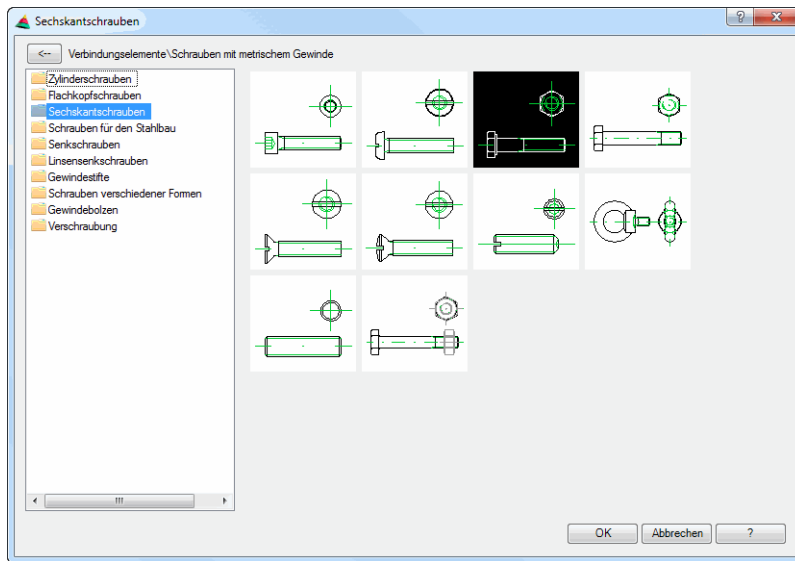 Sechskantschrauben
?
<-- Verbindungselemente\Schrauben mit metrischem Gewinde
Zylinderschrauben
Flachkopfschrauben
Sechskantschrauben
Schrauben für den Stahlbau
Senkschrauben
Linsensenkschrauben
Gewindestifte
Schrauben verschiedener Formen
Gewindebolzen
Verschraubung
OK Abbrechen ?